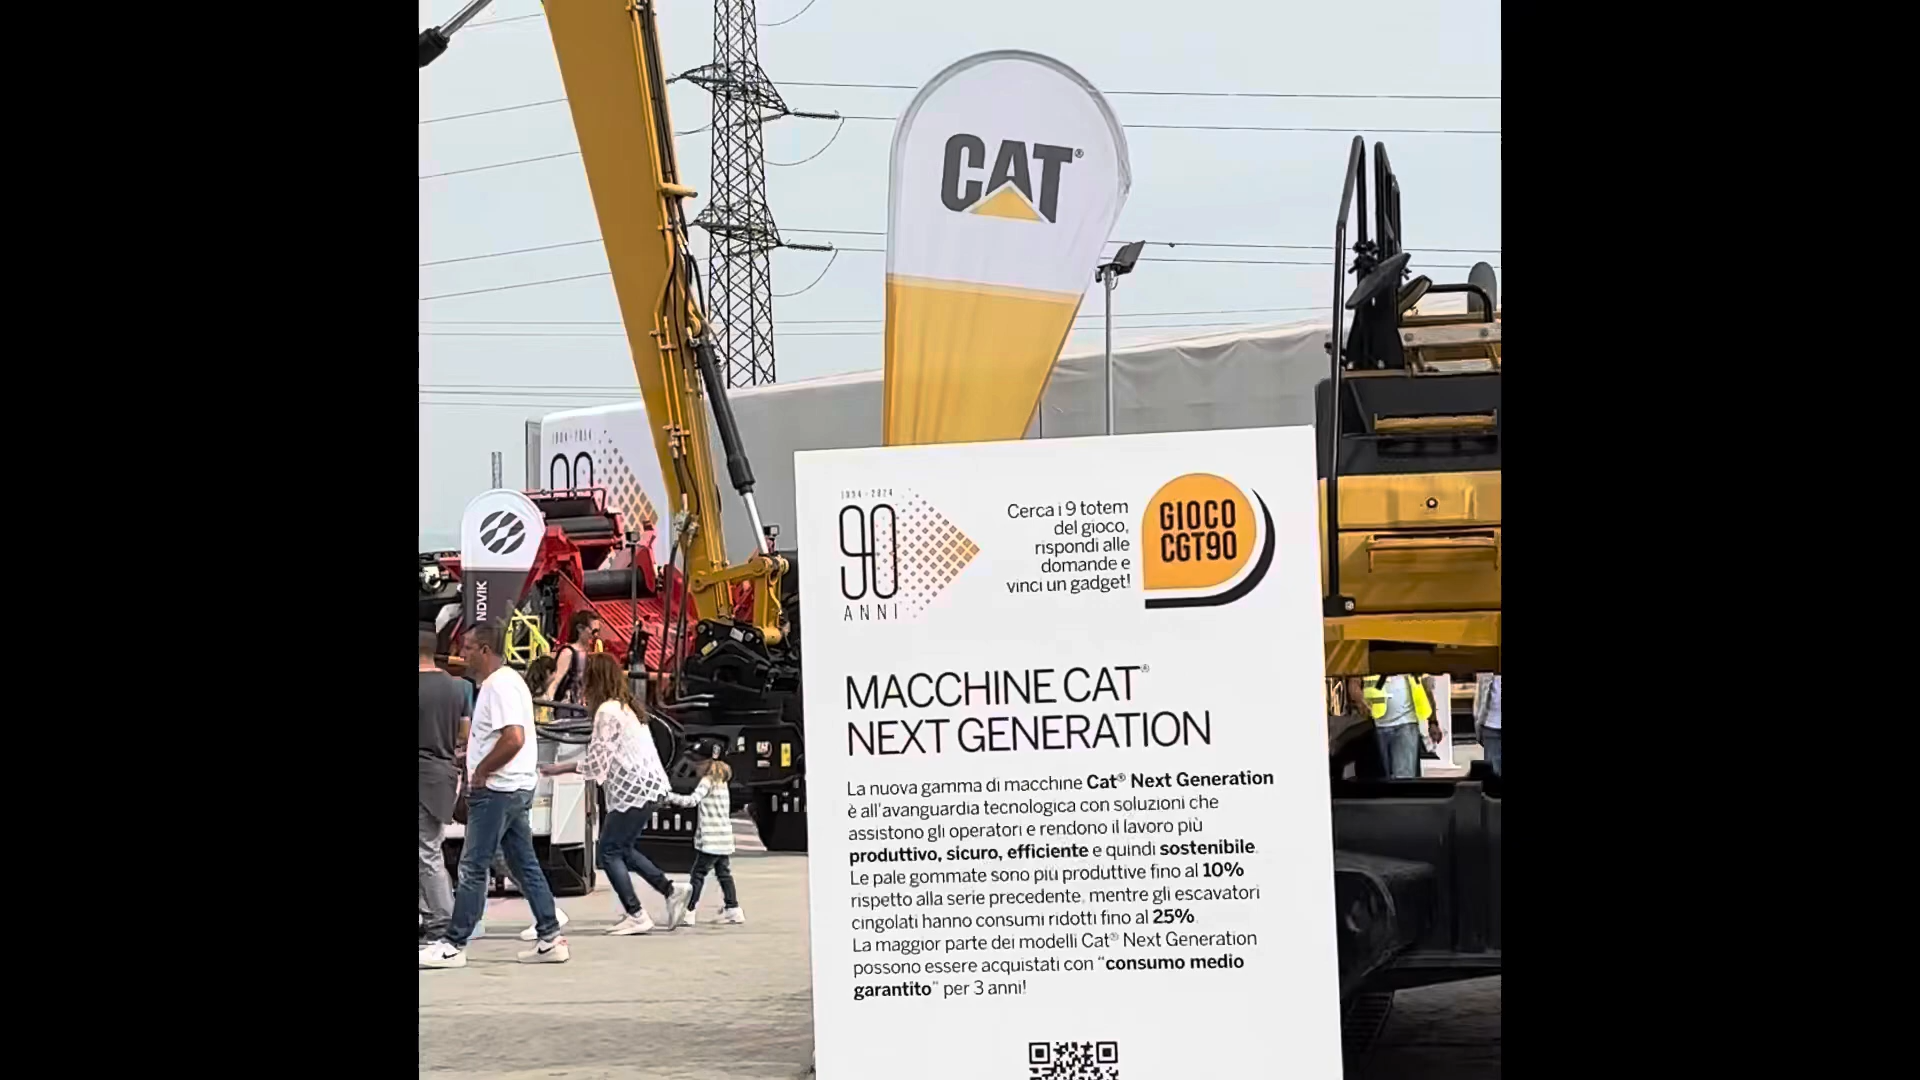 CAT®
1934-2024
90
NDVIK
1934-2024
90
ANNI
Cerca i 9 totem
del gioco,
rispondi alle
domande e
vinci un gadget!
GIOCO
CGT90
MACCHINE CAT®
NEXT GENERATION
La nuova gamma di macchine Cat® Next Generation
è all'avanguardia tecnologica con soluzioni che
assistono gli operatori e rendono il lavoro più
produttivo, sicuro, efficiente e quindi sostenibile.
Le pale gommate sono più produttive fino al 10%
rispetto alla serie precedente, mentre gli escavatori
cingolati hanno consumi ridotti fino al 25%.
La maggior parte dei modelli Cat® Next Generation
possono essere acquistati con "consumo medio
garantito" per 3 anni!